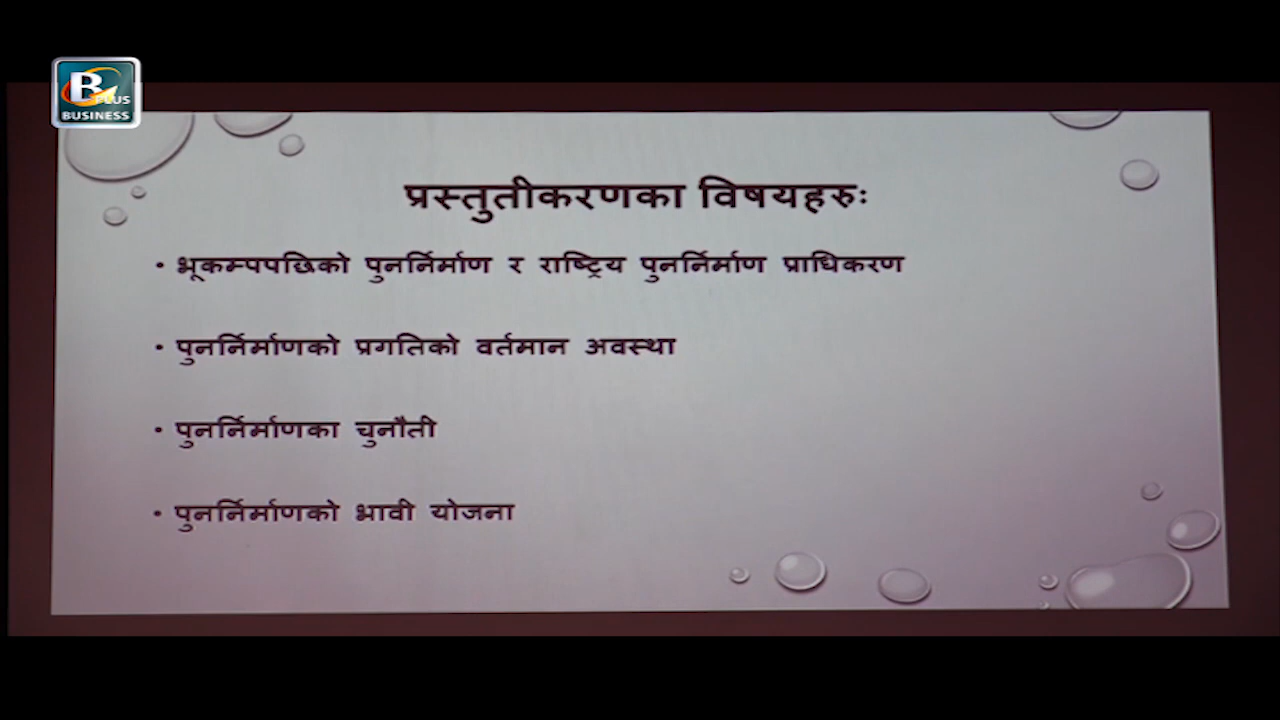 B PLUS
BUSINESS
प्रस्तुतीकरणका विषयहरुः
• भूकम्पपछिको पुनर्निर्माण र राष्ट्रिय पुनर्निर्माण प्राधिकरण
• पुनर्निर्माणको प्रगतिको वर्तमान अवस्था
• पुनर्निर्माणका चुनौती
• पुनर्निर्माणको भावी योजना